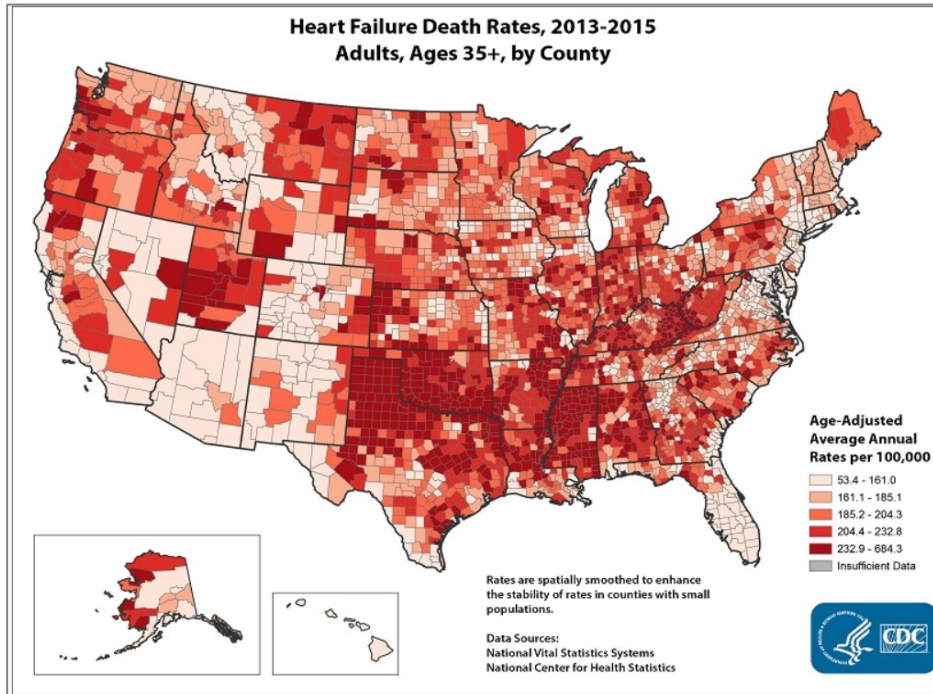 Heart Failure Death Rates, 2013-2015
Adults, Ages 35+, by County
Age-Adjusted
Average Annual
Rates per 100,000
53.4 - 161.0
161.1 - 185.1
185.2 - 204.3
204.4 - 232.8
232.9 - 684.3
Insufficient Data
Rates are spatially smoothed to enhance
the stability of rates in counties with small
populations.
Data Sources:
National Vital Statistics Systems
National Center for Health Statistics
CDC